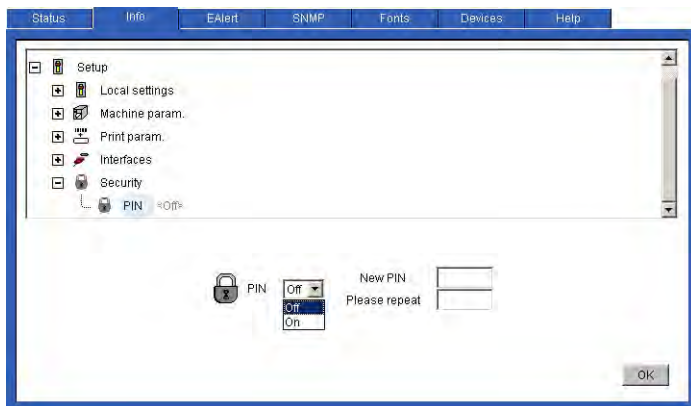 Status Info EAlert SNMP Fonts Devices Help
Setup
Local settings
Machine param.
Print param.
Interfaces
Security
PIN <Off>
PIN Off New PIN
Off Please repeat
On
OK